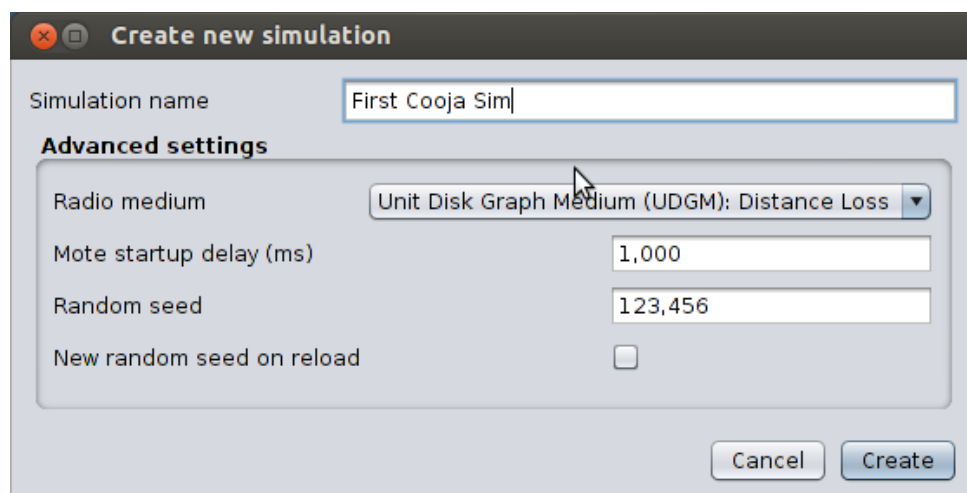 Create new simulation
Simulation name First Cooja Sim
Advanced settings
Radio medium Unit Disk Graph Medium (UDGM): Distance Loss
Mote startup delay (ms) 1,000
Random seed 123,456
New random seed on reload
Cancel Create